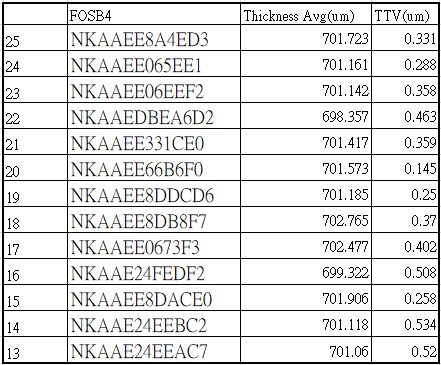 FOSB4 Thickness Avg(um) TTV(um)
25 NKAAEE8A4ED3 701.723 0.331
24 NKAAEE065EE1 701.161 0.288
23 NKAAEE06EEF2 701.142 0.358
22 NKAAEDBEA6D2 698.357 0.463
21 NKAAEE331CE0 701.417 0.359
20 NKAAEE66B6F0 701.573 0.145
19 NKAAEE8DDCD6 701.185 0.25
18 NKAAEE8DB8F7 702.765 0.37
17 NKAAEE0673F3 702.477 0.402
16 NKAAE24FEDF2 699.322 0.508
15 NKAAEE8DACE0 701.906 0.258
14 NKAAE24EEBC2 701.118 0.534
13 NKAAE24EEAC7 701.06 0.52